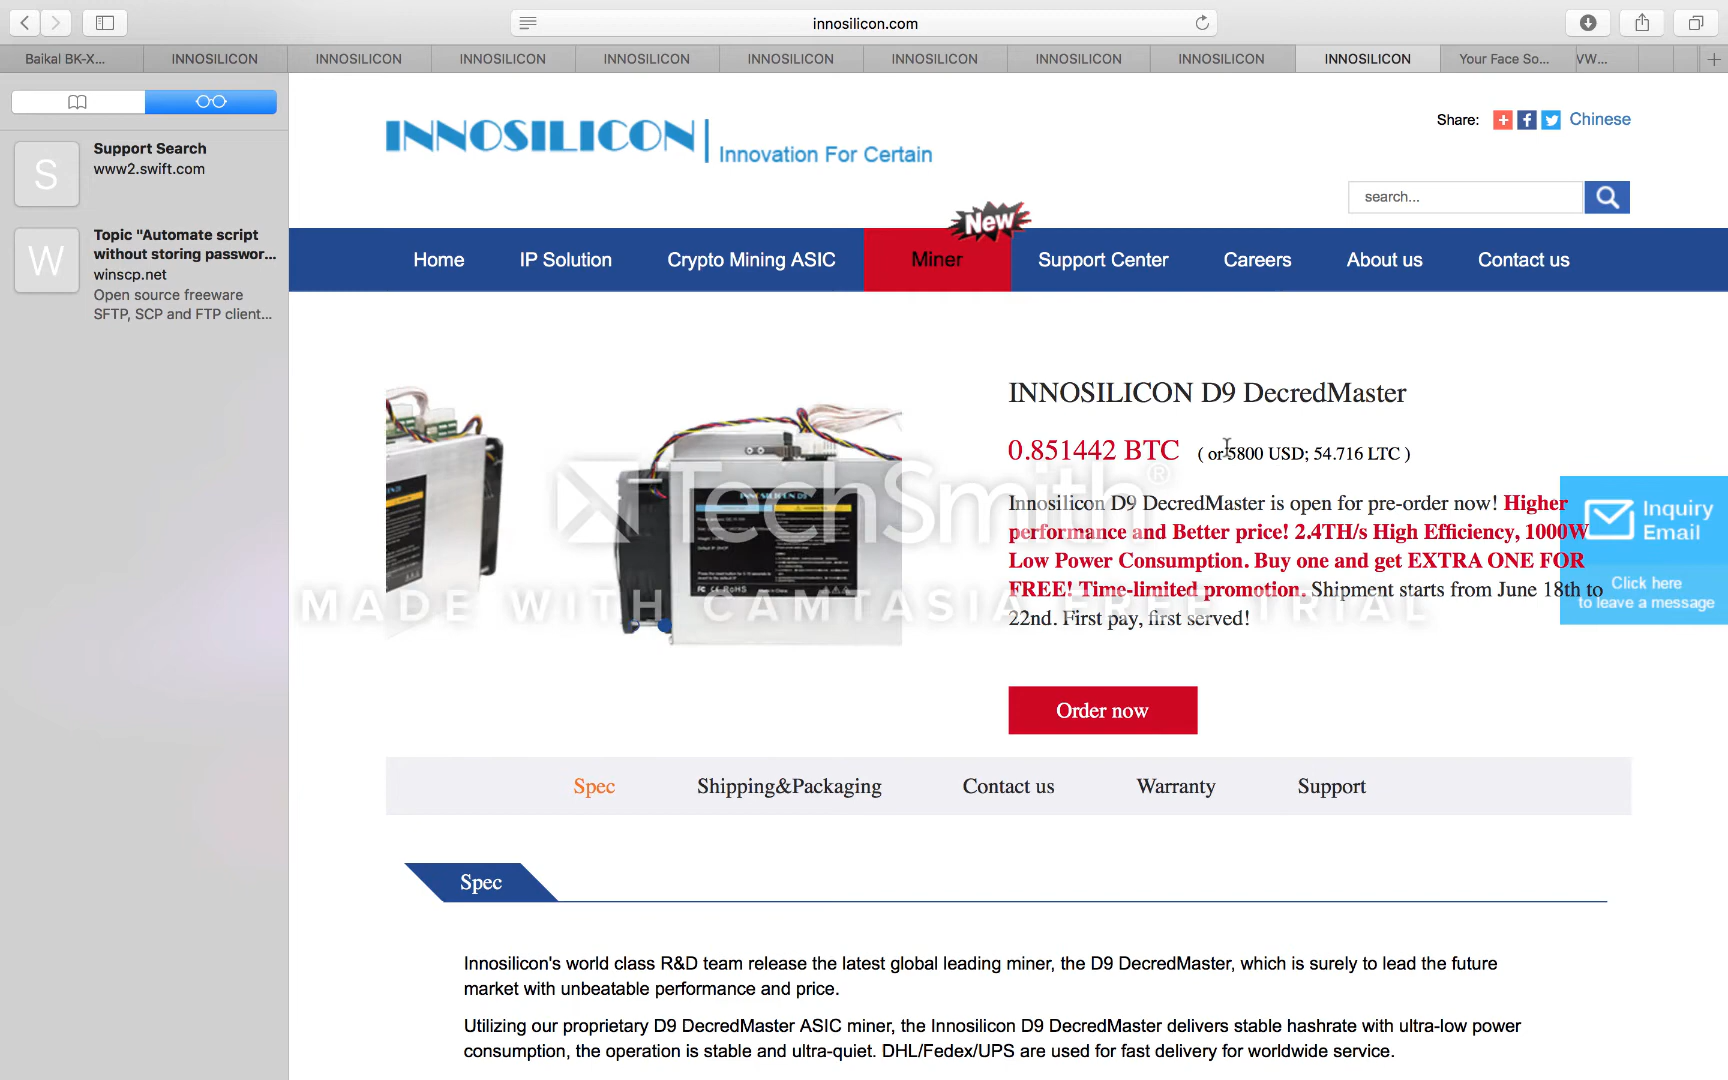 innosilicon.com
Baikal BK-X...
INNOSILICON
INNOSILICON
INNOSILICON
INNOSILICON
INNOSILICON
INNOSILICON
INNOSILICON
INNOSILICON
INNOSILICON
Your Face So...
VW...
S
Support Search
www2.swift.com
W
Topic "Automate script
without storing passwor...
winscp.net
Open source freeware
SFTP, SCP and FTP client...
INNOSILICON
Innovation For Certain
Share:
Chinese
search...
New
Home
IP Solution
Crypto Mining ASIC
Miner
Support Center
Careers
About us
Contact us
INNOSILICON D9 DecredMaster
0.851442 BTC ( or 5800 USD; 54.716 LTC )
Innosilicon D9 DecredMaster is open for pre-order now! Higher
performance and Better price! 2.4TH/s High Efficiency, 1000W
Low Power Consumption. Buy one and get EXTRA ONE FOR
FREE! Time-limited promotion. Shipment starts from June 18th to
22nd. First pay, first served!
Inquiry
Email
Click here
to leave a message
TechSmith®
MADE WITH CAMTASIA FREE TRIAL
Order now
Spec
Shipping&Packaging
Contact us
Warranty
Support
Spec
Innosilicon's world class R&D team release the latest global leading miner, the D9 DecredMaster, which is surely to lead the future
market with unbeatable performance and price.
Utilizing our proprietary D9 DecredMaster ASIC miner, the Innosilicon D9 DecredMaster delivers stable hashrate with ultra-low power
consumption, the operation is stable and ultra-quiet. DHL/Fedex/UPS are used for fast delivery for worldwide service.